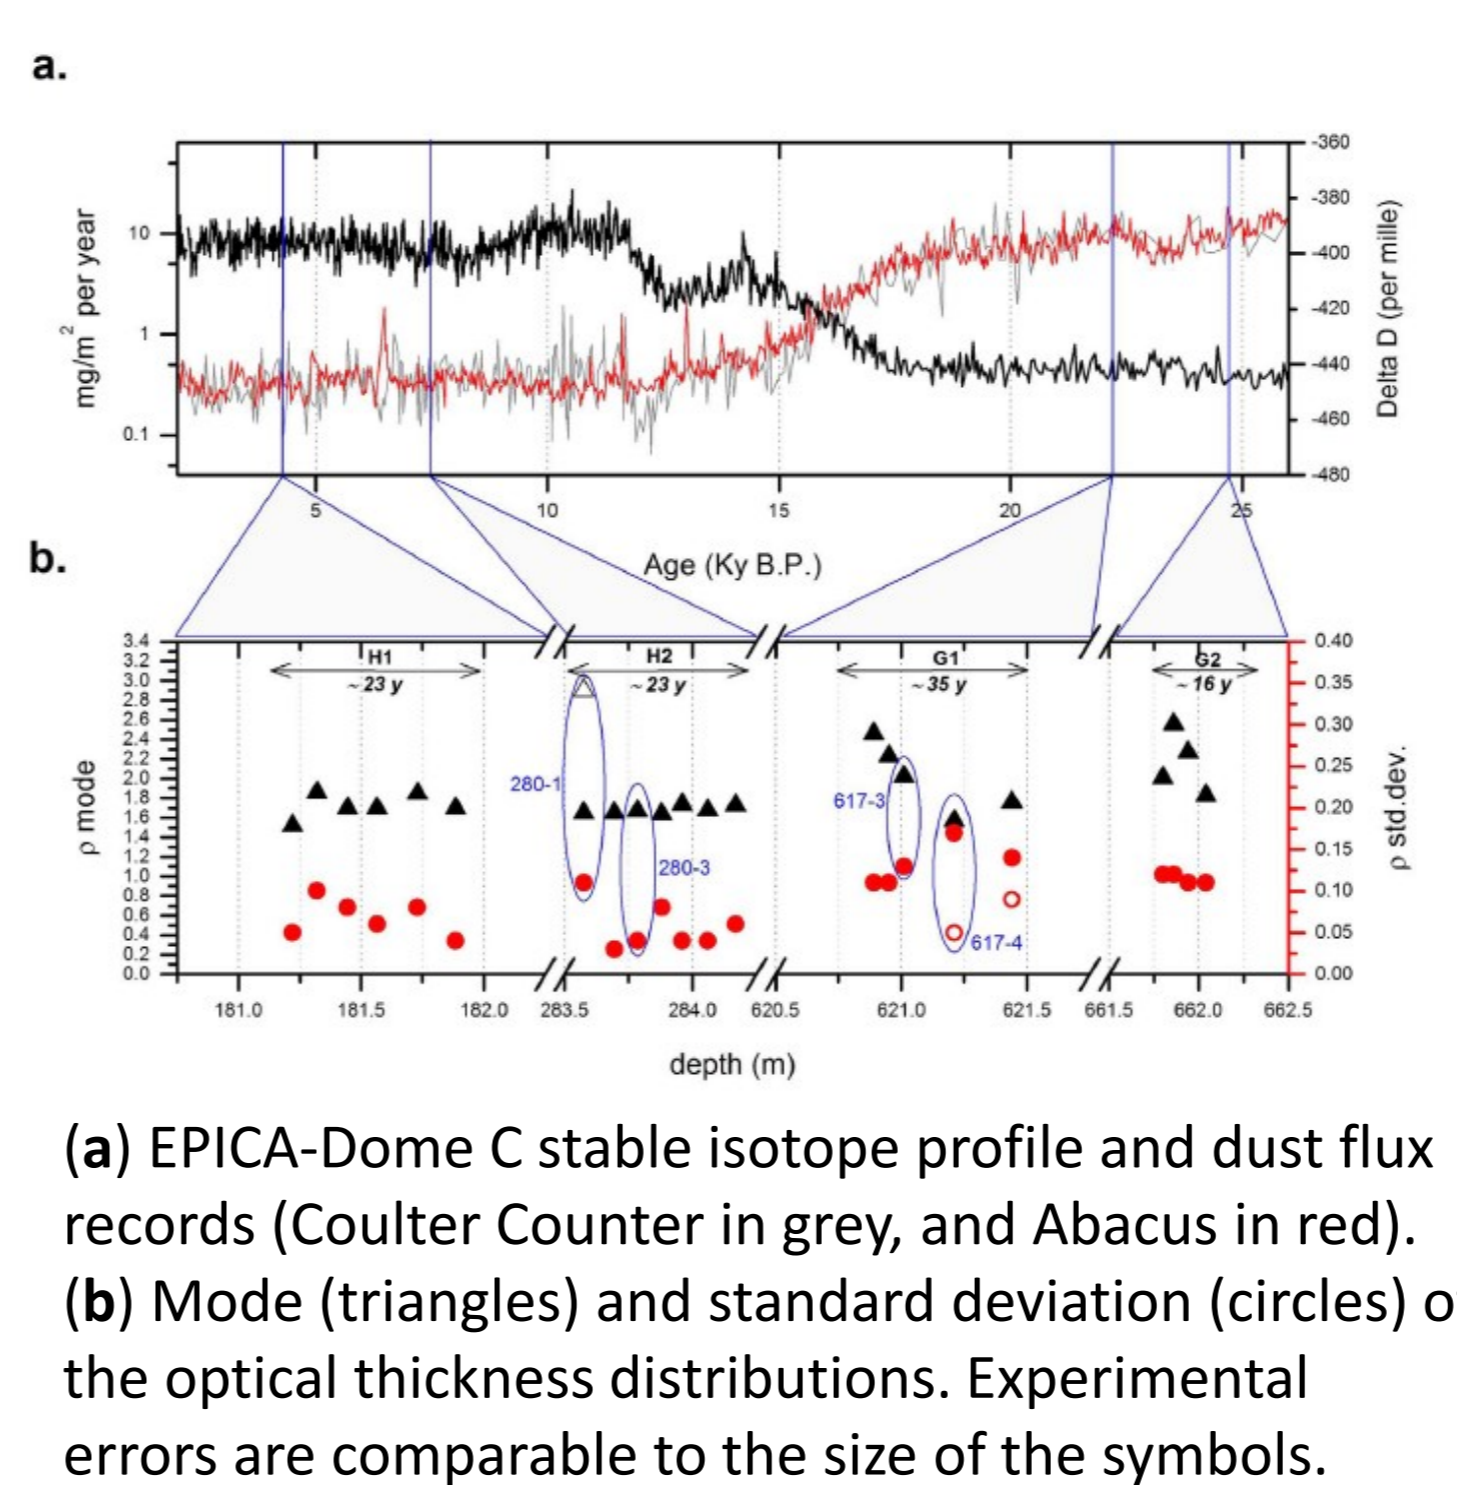 a.
mg/m2 per year
10
1
0.1
-360
-380
-400
-420
-440
-460
-480
Delta D (per mille)
5 10 15 20 25
Age (Ky B.P.)
b.
ρ mode
3.4
3.2
3.0
2.8
2.6
2.4
2.2
2.0
1.8
1.6
1.4
1.2
1.0
0.8
0.6
0.4
0.2
0.0
H1
~23 y
H2
~23 y
G1
~35 y
G2
~16 y
280-1
280-3
617-3
617-4
0.40
0.35
0.30
0.25
0.20
0.15
0.10
0.05
0.00
ρ std.dev.
181.0 181.5 182.0 283.5 284.0 620.5 621.0 621.5 661.5 662.0 662.5
depth (m)
(a) EPICA-Dome C stable isotope profile and dust flux
records (Coulter Counter in grey, and Abacus in red).
(b) Mode (triangles) and standard deviation (circles) o
the optical thickness distributions. Experimental
errors are comparable to the size of the symbols.